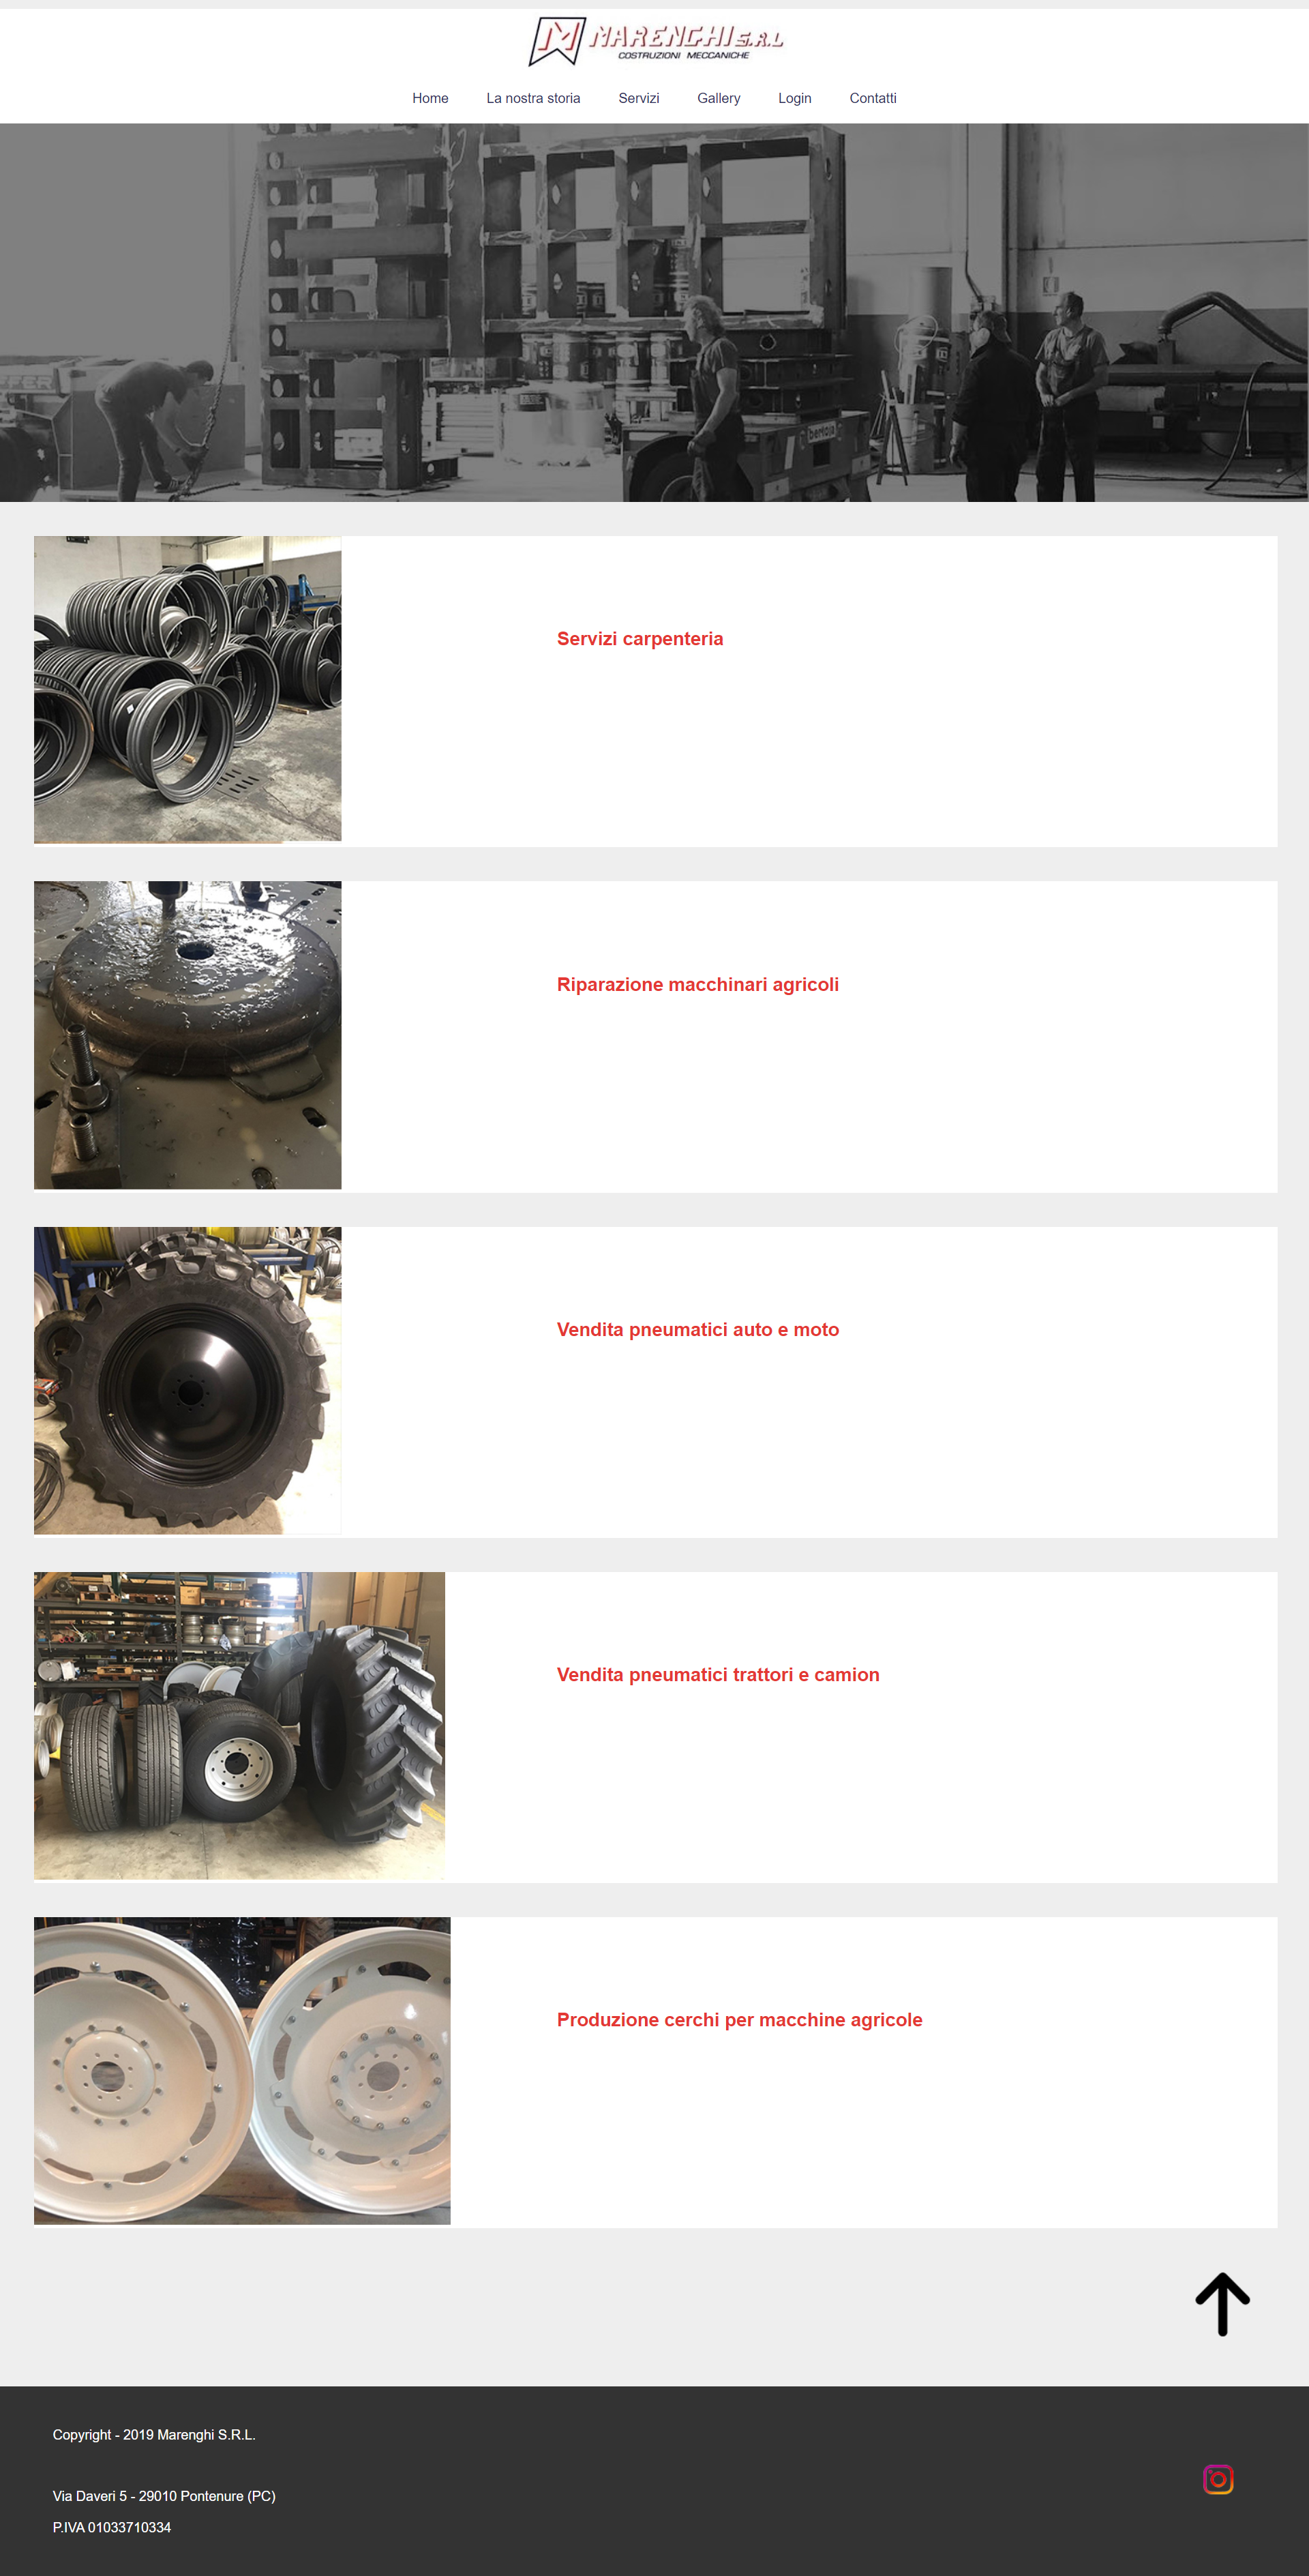 MARENGHI S.R.L
COSTRUZIONI MECCANICHE
Home La nostra storia Servizi Gallery Login Contatti
bertoja
Servizi carpenteria
Riparazione macchinari agricoli
Vendita pneumatici auto e moto
Vendita pneumatici trattori e camion
Produzione cerchi per macchine agricole
Copyright - 2019 Marenghi S.R.L.
Via Daveri 5 - 29010 Pontenure (PC)
P.IVA 01033710334